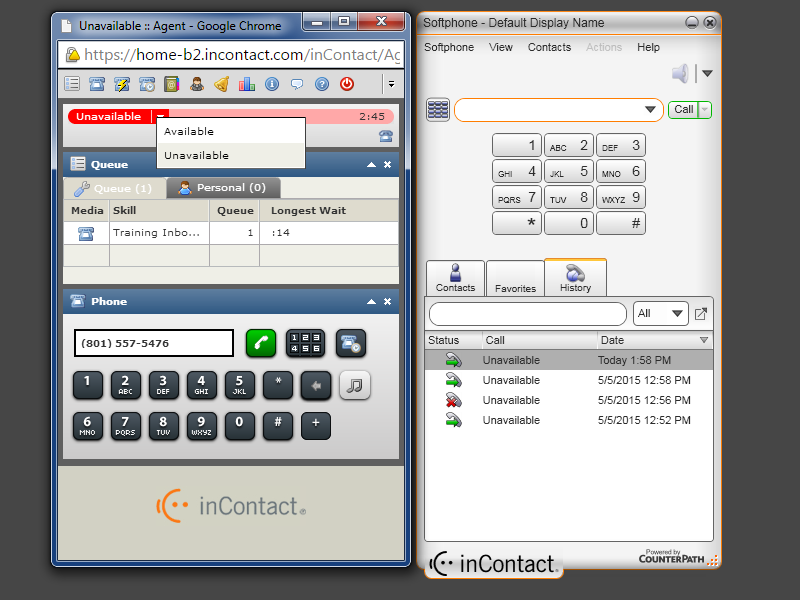 Unavailable :: Agent - Google Chrome
https://home-b2.incontact.com/inContact/Ag
Unavailable
2:45
Available
Unavailable
Queue
Queue (1)
Personal (0)
Media Skill Queue Longest Wait
Training Inbo... 1 :14
Phone
(801) 557-5476
1 2 3
4 5 6
1 2 ABC 3 DEF 4 GHI 5 JKL *
6 MNO 7 PQRS 8 TUV 9 WXYZ 0 # +
inContact®
Softphone - Default Display Name
Softphone View Contacts Actions Help
Call
1 ABC 2 DEF 3
GHI 4 JKL 5 MNO 6
PQRS 7 TUV 8 WXYZ 9
* 0 #
Contacts Favorites History
All
Status Call Date
Unavailable Today 1:58 PM
Unavailable 5/5/2015 12:58 PM
Unavailable 5/5/2015 12:56 PM
Unavailable 5/5/2015 12:52 PM
inContact®
Powered by
COUNTERPATH